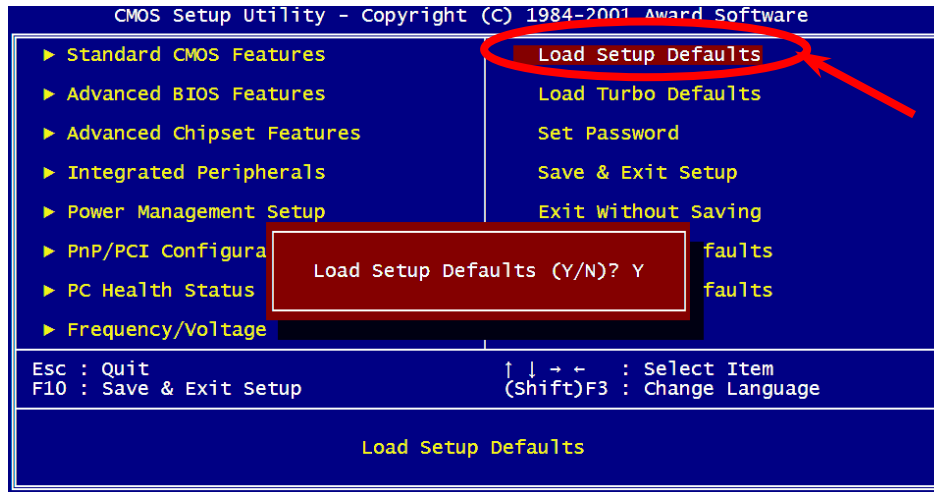 CMOS Setup Utility - Copyright (C) 1984-2001 Award Software
► Standard CMOS Features
► Advanced BIOS Features
► Advanced Chipset Features
► Integrated Peripherals
► Power Management Setup
► PnP/PCI Configura
► PC Health Status
► Frequency/Voltage
Load Setup Defaults
Load Turbo Defaults
Set Password
Save & Exit Setup
Exit Without Saving
faults
faults
Load Setup Defaults (Y/N)? Y
Esc : Quit
F10 : Save & Exit Setup
↑ ↓ → ← : Select Item
(Shift)F3 : Change Language
Load Setup Defaults